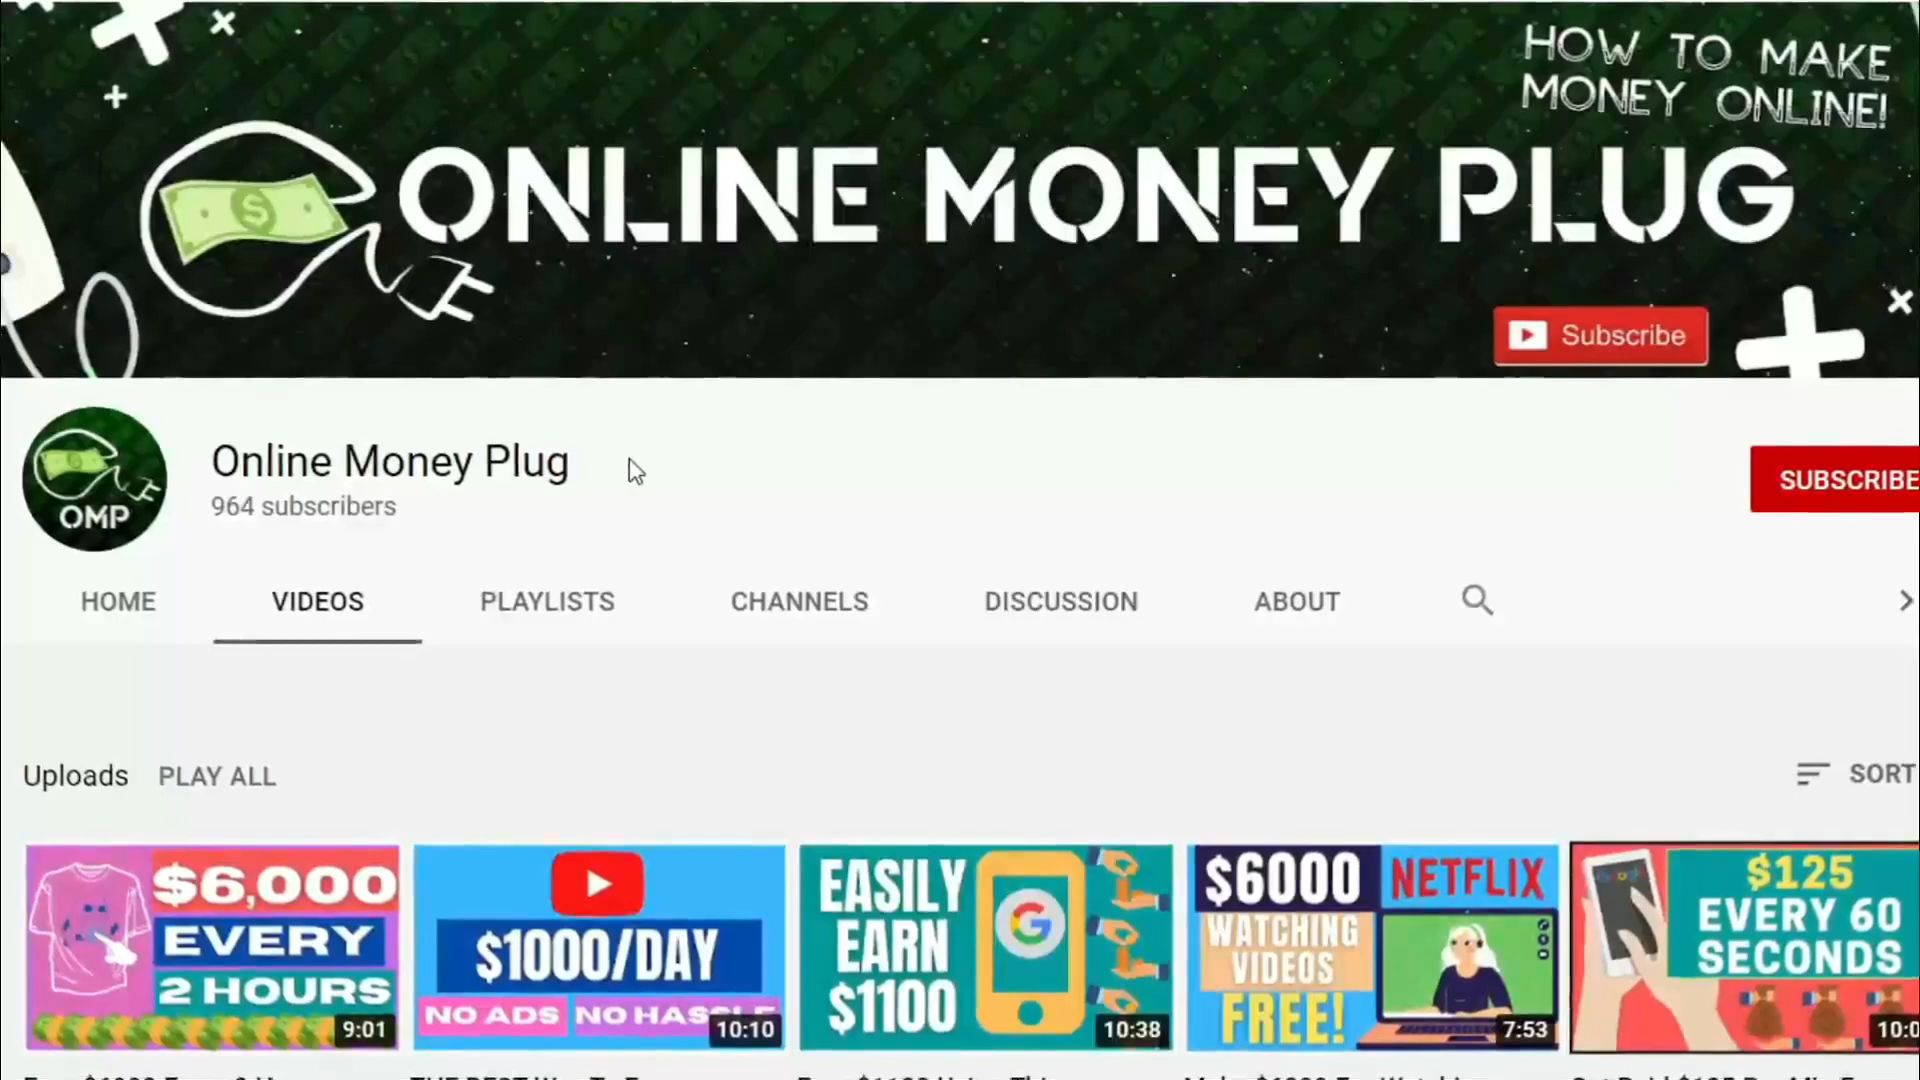 HOW TO MAKE
MONEY ONLINE!
ONLINE MONEY PLUG
Subscribe
Online Money Plug
964 subscribers
OMP
SUBSCRIBE
HOME VIDEOS PLAYLISTS CHANNELS DISCUSSION ABOUT
Uploads PLAY ALL SORT
$6,000
EVERY
2 HOURS
9:01
$1000/DAY
NO ADS NO HASSLE
10:10
EASILY
EARN
$1100
G
10:38
$6000 NETFLIX
WATCHING
VIDEOS
FREE!
7:53
$125
EVERY 60
SECONDS